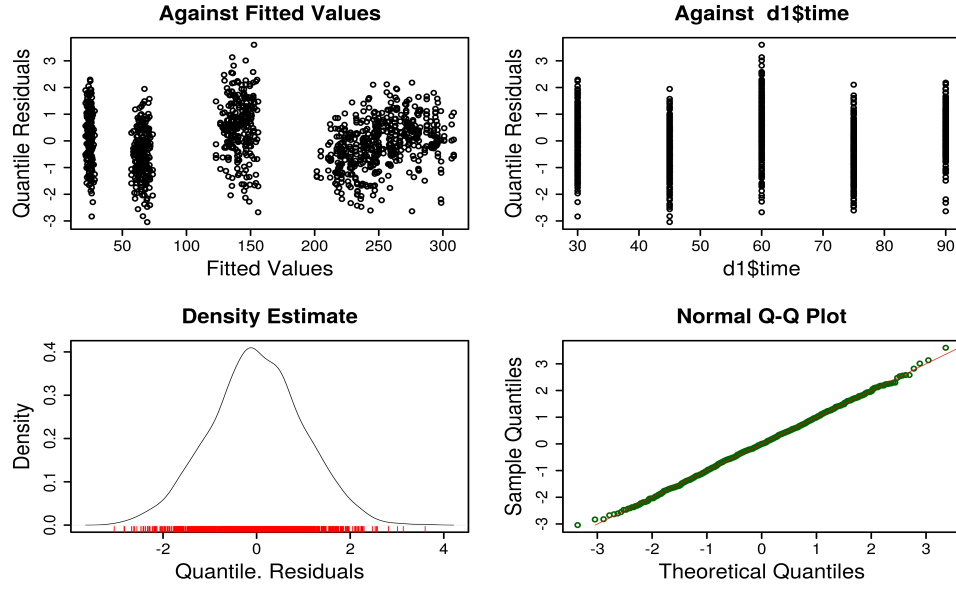 Against Fitted Values
Quantile Residuals
3
2
1
0
-1
-2
-3
50 100 150 200 250 300
Fitted Values
Against d1$time
Quantile Residuals
3
2
1
0
-1
-2
-3
30 40 50 60 70 80 90
d1$time
Density Estimate
Density
0.4
0.3
0.2
0.1
0.0
-2 0 2 4
Quantile. Residuals
Normal Q-Q Plot
Sample Quantiles
3
2
1
0
-1
-2
-3
-3 -2 -1 0 1 2 3
Theoretical Quantiles